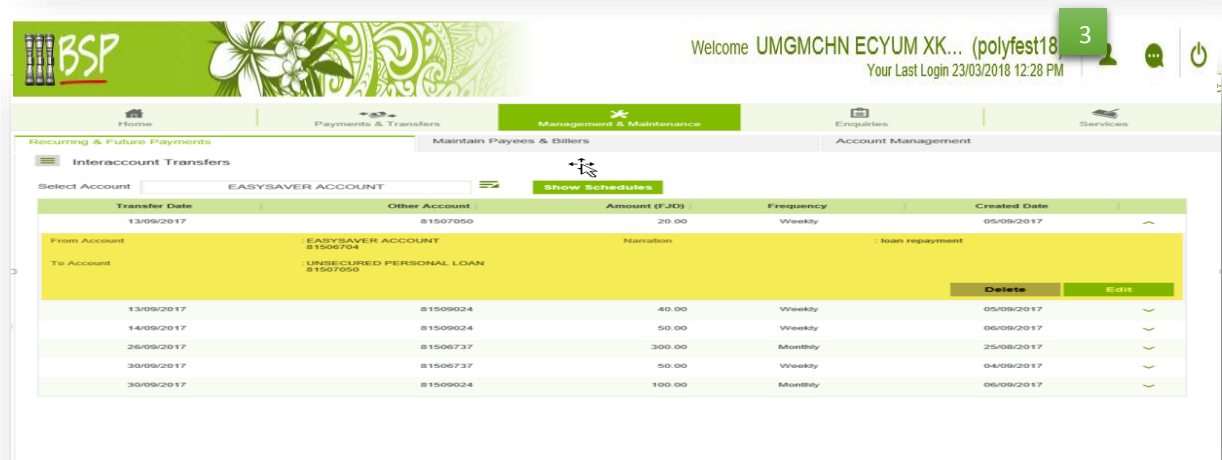 BSP
Welcome UMGMCHN ECYUM XK... (polyfest18)
3
Your Last Login 23/03/2018 12:28 PM
Home Payments & Transfers Management & Maintenance Enquiries Services
Recurring & Future Payments Maintain Payees & Billers Account Management
Interaccount Transfers
Select Account EASYSAVER ACCOUNT Show Schedules
Transfer Date Other Account Amount (FJD) Frequency Created Date
13/09/2017 81507050 20.00 Weekly 05/09/2017
From Account : EASYSAVER ACCOUNT Narration : loan repayment
81506704
To Account : UNSECURED PERSONAL LOAN
81507050
Delete Edit
13/09/2017 81509024 40.00 Weekly 05/09/2017
14/09/2017 81509024 50.00 Weekly 06/09/2017
26/09/2017 81506737 300.00 Monthly 25/08/2017
30/09/2017 81506737 50.00 Weekly 04/09/2017
30/09/2017 81509024 100.00 Monthly 06/09/2017